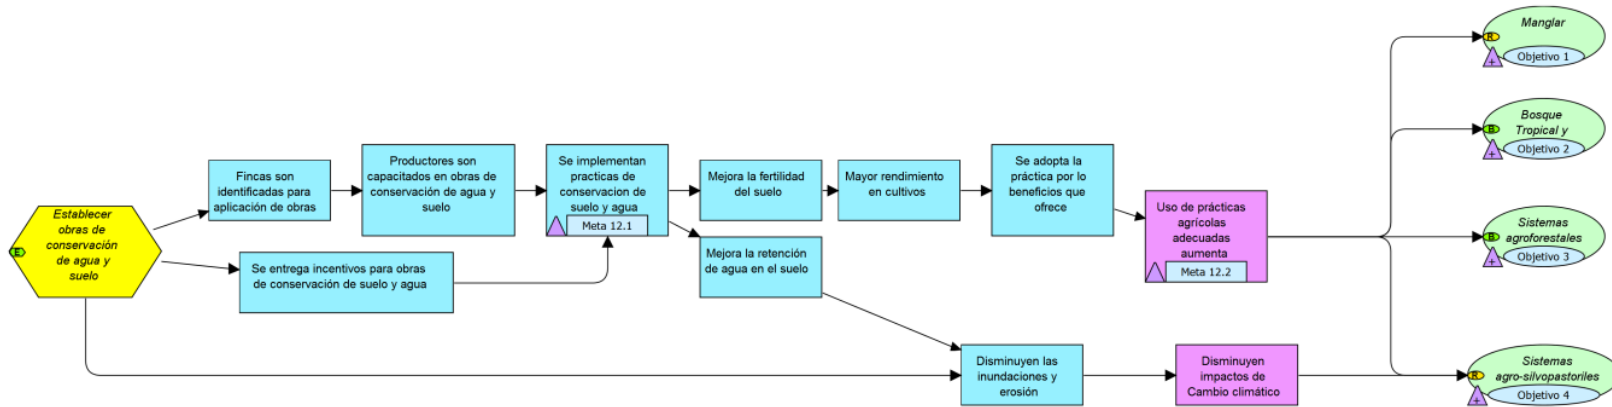 Establecer
obras de
conservación
de agua y
suelo
E
Fincas son
identificadas para
aplicación de obras
Se entrega incentivos para obras
de conservación de suelo y agua
Productores son
capacitados en obras de
conservación de agua y
suelo
Se implementan
practicas de
conservacion de
suelo y agua
Meta 12.1
Mejora la fertilidad
del suelo
Mejora la retención
de agua en el suelo
Mayor rendimiento
en cultivos
Se adopta la
práctica por lo
beneficios que
ofrece
Disminuyen las
inundaciones y
erosión
Uso de prácticas
agrícolas
adecuadas
aumenta
Meta 12.2
Disminuyen
impactos de
Cambio climático
Manglar
R
Objetivo 1
+
Bosque
Tropical y
B
Objetivo 2
+
Sistemas
agroforestales
B
Objetivo 3
+
Sistemas
agro-silvopastoriles
R
Objetivo 4
+